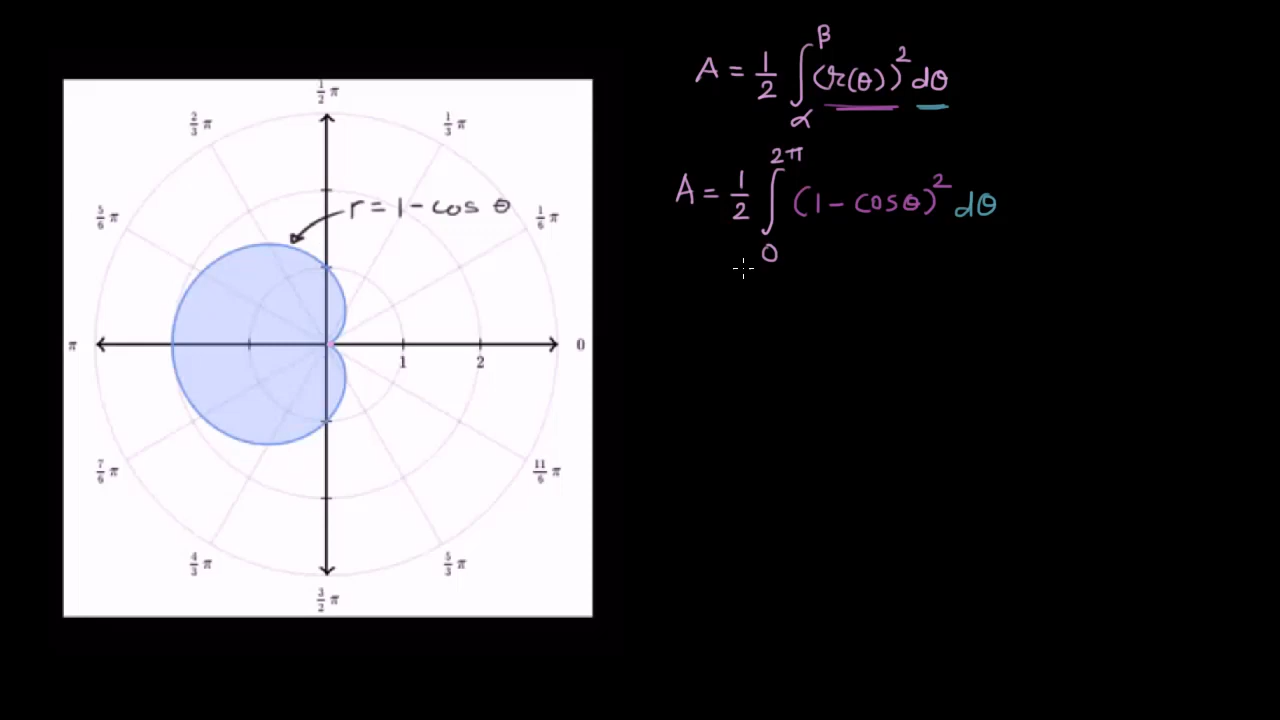 A = 1/2 ∫_α^β (r(θ))² dθ
A = 1/2 ∫_0^{2π} (1 - cosθ)² dθ
r = 1 - cos θ
1/2 π
2/3 π
1/3 π
5/6 π
1/6 π
π
0
1
2
7/6 π
11/6 π
4/3 π
5/3 π
3/2 π